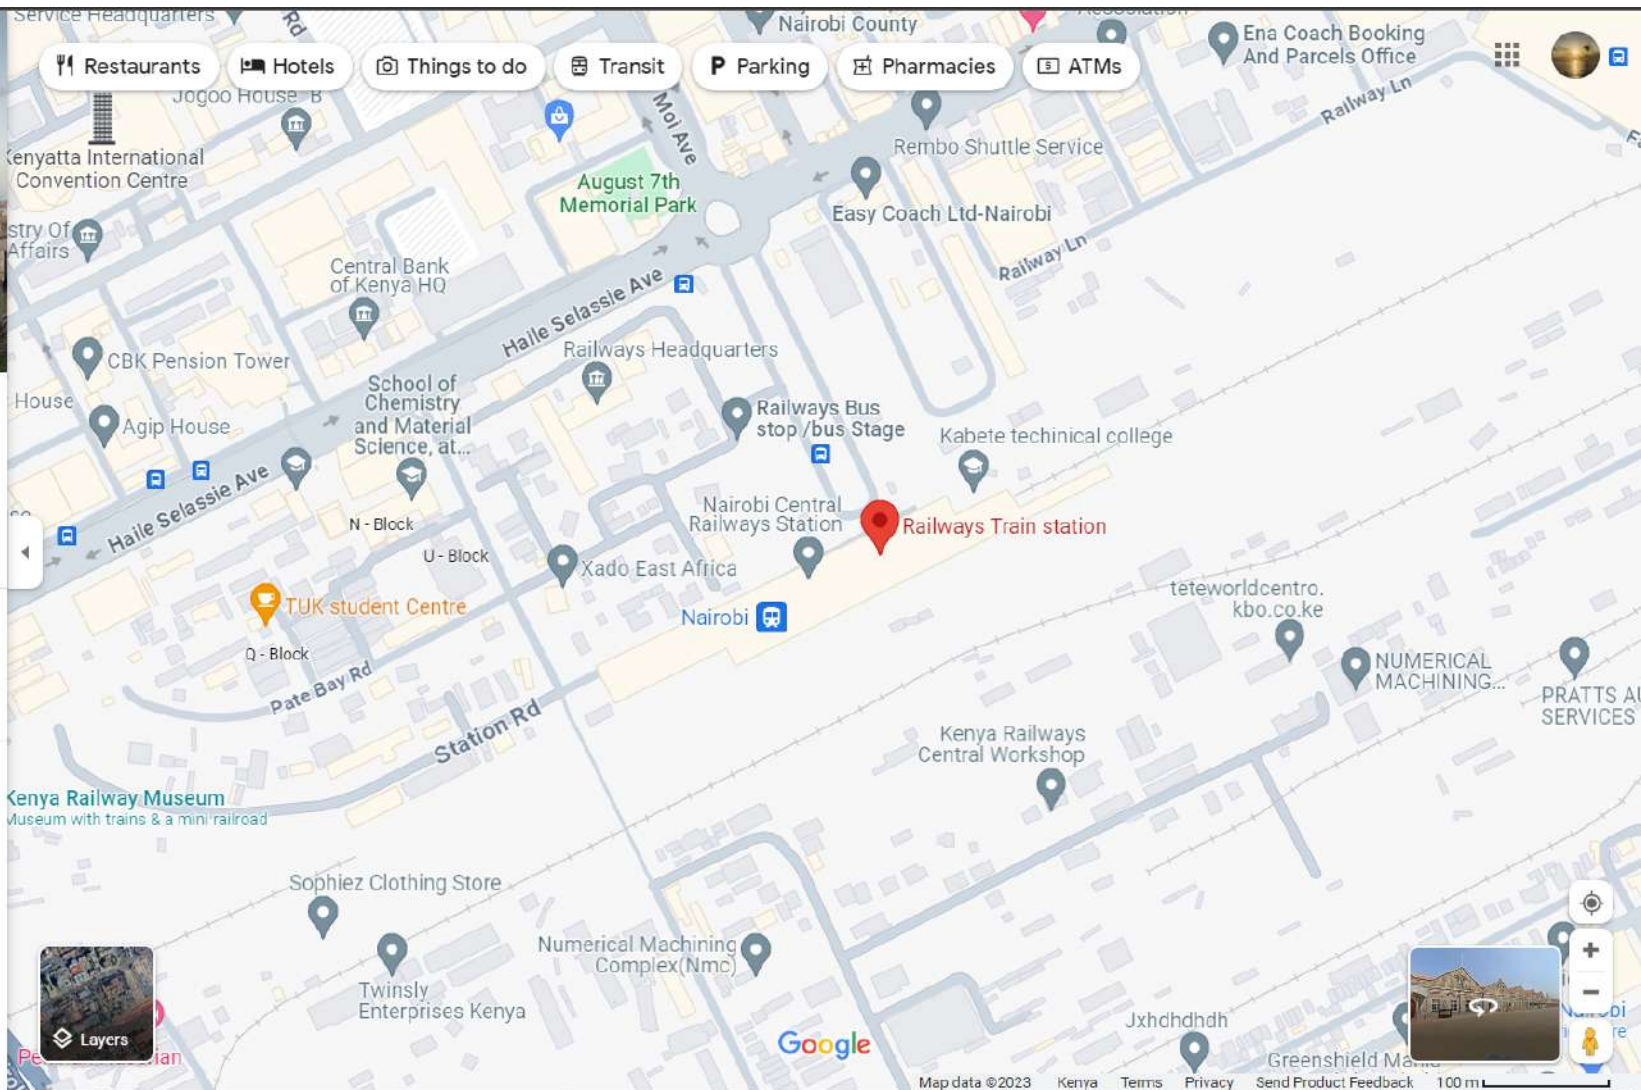 Service Headquarters
Rd
Nairobi County
Ena Coach Booking
And Parcels Office
Restaurants
Hotels
Things to do
Transit
P Parking
Pharmacies
ATMs
Jogoo House B
Moi Ave
Railway Ln
Kenyatta International
Convention Centre
Rembo Shuttle Service
August 7th
Memorial Park
Easy Coach Ltd-Nairobi
stry Of
Affairs
Railway Ln
Central Bank
of Kenya HQ
Haile Selassie Ave
Railways Headquarters
CBK Pension Tower
House
School of
Chemistry
and Material
Science, at...
Agip House
Railways Bus
stop /bus Stage
Kabete techinical college
Haile Selassie Ave
Nairobi Central
Railways Station
N - Block
Railways Train station
U - Block
Xado East Africa
TUK student Centre
Nairobi
teteworldcentro.
kbo.co.ke
Q - Block
Pate Bay Rd
NUMERICAL
MACHINING...
PRATTS AU
SERVICES
Station Rd
Kenya Railways
Central Workshop
Kenya Railway Museum
Museum with trains & a mini railroad
Sophiez Clothing Store
Numerical Machining
Complex(Nmc)
Twinsly
Enterprises Kenya
Layers
Google
Jxhdhdhdh
Greenshield
Map data ©2023 Kenya Terms Privacy Send Product Feedback 100 m